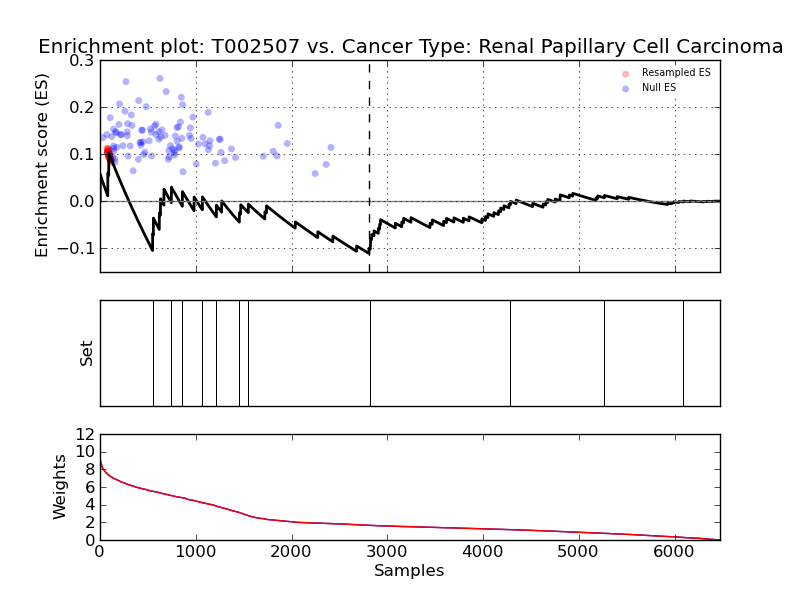 Enrichment plot: T002507 vs. Cancer Type: Renal Papillary Cell Carcinoma
Enrichment score (ES)
0.3
0.2
0.1
0.0
−0.1
Resampled ES
Null ES
Set
Weights
12
10
8
6
4
2
0
0 1000 2000 3000 4000 5000 6000
Samples